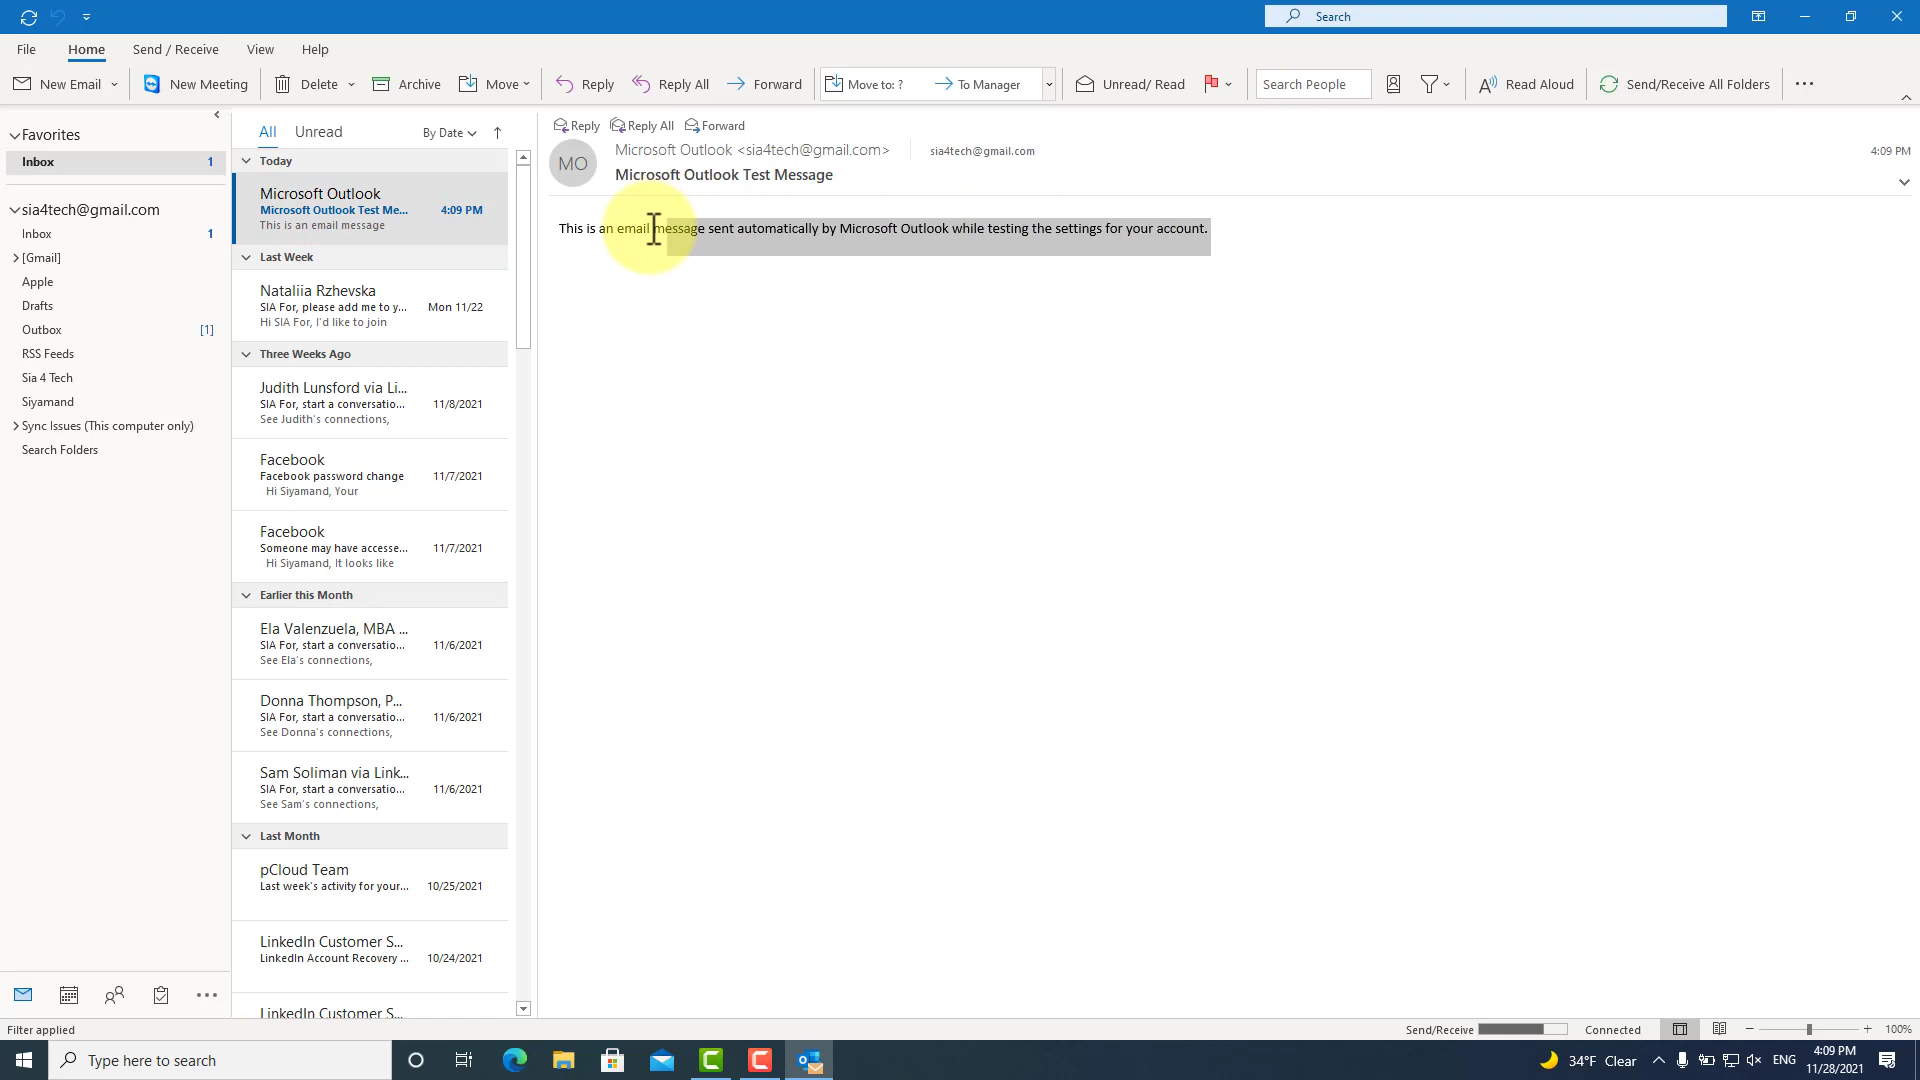 Search
File Home Send / Receive View Help
New Email New Meeting Delete Archive Move Reply Reply All Forward Move to: ? To Manager Unread/ Read Search People Read Aloud Send/Receive All Folders
Favorites
Inbox 1
sia4tech@gmail.com
Inbox 1
[Gmail]
Apple
Drafts
Outbox [1]
RSS Feeds
Sia 4 Tech
Siyamand
Sync Issues (This computer only)
Search Folders
All Unread By Date
Today
Microsoft Outlook
Microsoft Outlook Test Me... 4:09 PM
This is an email message
Last Week
Nataliia Rzhevska
SIA For, please add me to y... Mon 11/22
Hi SIA For, I'd like to join
Three Weeks Ago
Judith Lunsford via Li...
SIA For, start a conversatio... 11/8/2021
See Judith's connections,
Facebook
Facebook password change 11/7/2021
Hi Siyamand, Your
Facebook
Someone may have accesse... 11/7/2021
Hi Siyamand, It looks like
Earlier this Month
Ela Valenzuela, MBA ...
SIA For, start a conversatio... 11/6/2021
See Ela's connections,
Donna Thompson, P...
SIA For, start a conversatio... 11/6/2021
See Donna's connections,
Sam Soliman via Link...
SIA For, start a conversatio... 11/6/2021
See Sam's connections,
Last Month
pCloud Team
Last week's activity for your... 10/25/2021
LinkedIn Customer S...
LinkedIn Account Recovery ... 10/24/2021
LinkedIn Customer S...
Reply Reply All Forward
MO
Microsoft Outlook <sia4tech@gmail.com> sia4tech@gmail.com 4:09 PM
Microsoft Outlook Test Message
This is an email message sent automatically by Microsoft Outlook while testing the settings for your account.
Filter applied Send/Receive Connected 100%
Type here to search 34°F Clear ENG 4:09 PM
11/28/2021